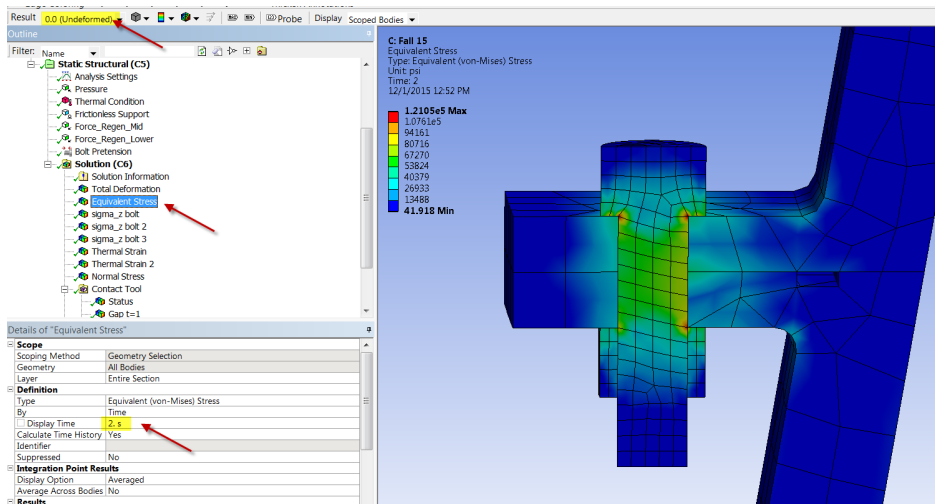 Result 0.0 (Undeformed) Probe Display Scoped Bodies
Outline
Filter: Name
Static Structural (C5)
Analysis Settings
Pressure
Thermal Condition
Frictionless Support
Force_Regen_Mid
Force_Regen_Lower
Bolt Pretension
Solution (C6)
Solution Information
Total Deformation
Equivalent Stress
sigma_z bolt
sigma_z bolt 2
sigma_z bolt 3
Thermal Strain
Thermal Strain 2
Normal Stress
Contact Tool
Status
Gap t=1
Details of "Equivalent Stress"
Scope
Scoping Method Geometry Selection
Geometry All Bodies
Layer Entire Section
Definition
Type Equivalent (von-Mises) Stress
By Time
Display Time 2. s
Calculate Time History Yes
Identifier
Suppressed No
Integration Point Results
Display Option Averaged
Average Across Bodies No
Results
C: Fall 15
Equivalent Stress
Type: Equivalent (von-Mises) Stress
Unit: psi
Time: 2
12/1/2015 12:52 PM
1.2105e5 Max
1.0761e5
94161
80716
67270
53824
40379
26933
13488
41.918 Min